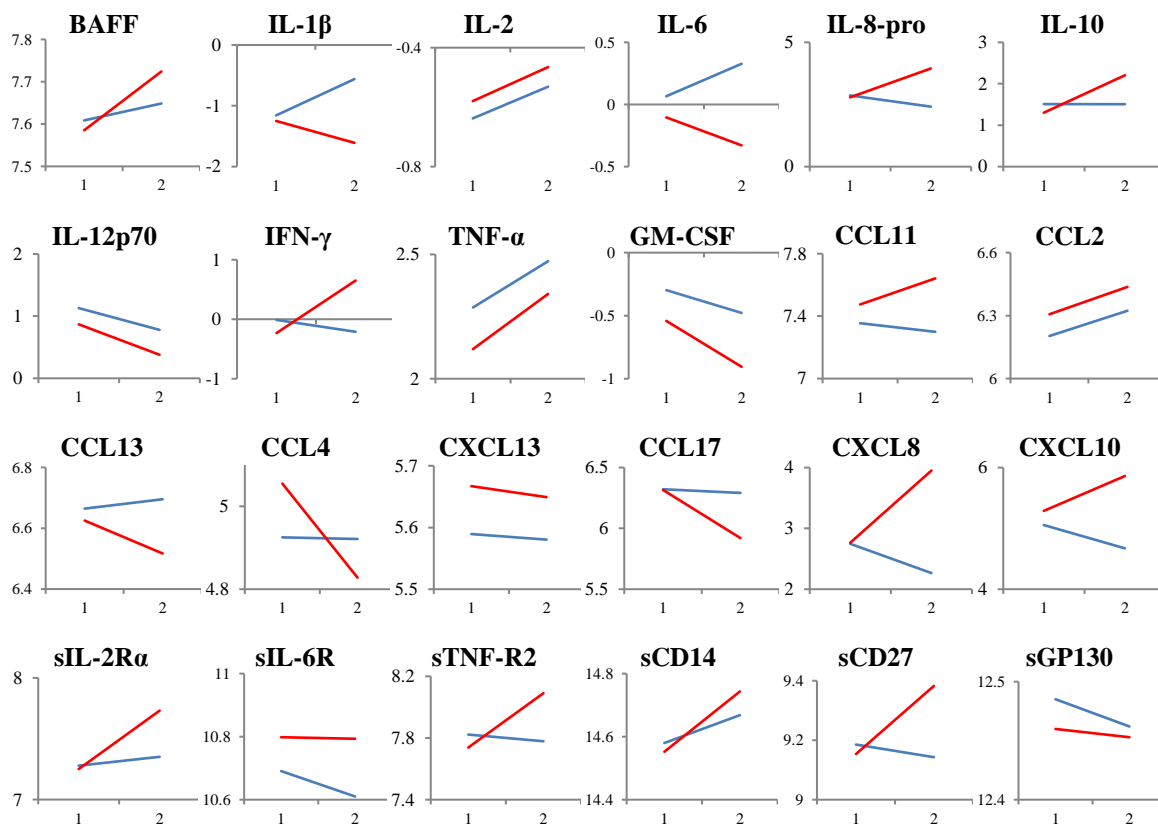 BAFF IL-1β IL-2 IL-6 IL-8-pro IL-10
7.8 0 -0.4 0.5 5 3
7.7 2
-1 0
7.6 1
7.5 -2 -0.8 -0.5 0 0
1 2 1 2 1 2 1 2 1 2 1 2
IL-12p70 IFN-γ TNF-α GM-CSF CCL11 CCL2
2 1 2.5 0 7.8 6.6
1 0 -0.5 7.4 6.3
0 -1 2 -1 7 6
1 2 1 2 1 2 1 2 1 2 1 2
CCL13 CCL4 CXCL13 CCL17 CXCL8 CXCL10
6.8 5.7 6.5 4 6
5
6.6 5.6 6 3
6.4 4.8 5.5 5.5 2 4
1 2 1 2 1 2 1 2 1 2 1 2
sIL-2Rα sIL-6R sTNF-R2 sCD14 sCD27 sGP130
8 11 8.2 14.8 9.4 12.5
10.8 7.8 14.6 9.2
7 10.6 7.4 14.4 9 12.4
1 2 1 2 1 2 1 2 1 2 1 2